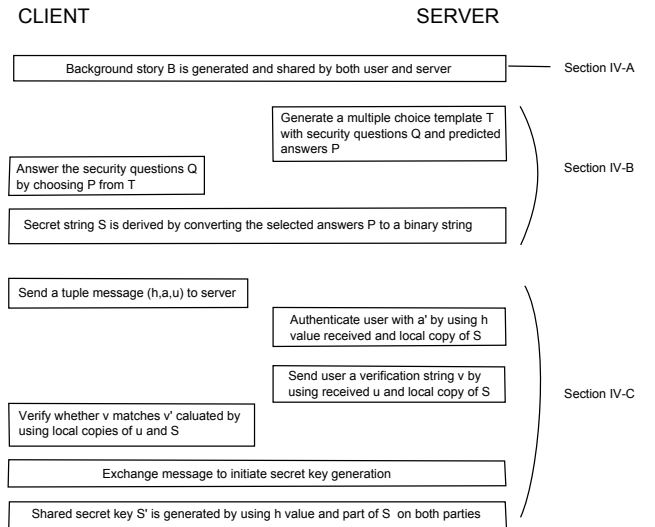 CLIENT SERVER
Background story B is generated and shared by both user and server
Section IV-A
Generate a multiple choice template T
with security questions Q and predicted
answers P
Answer the security questions Q
by choosing P from T
Section IV-B
Secret string S is derived by converting the selected answers P to a binary string
Send a tuple message (h,a,u) to server
Authenticate user with a' by using h
value received and local copy of S
Send user a verification string v by
using received u and local copy of S
Section IV-C
Verify whether v matches v' caluated by
using local copies of u and S
Exchange message to initiate secret key generation
Shared secret key S' is generated by using h value and part of S on both parties